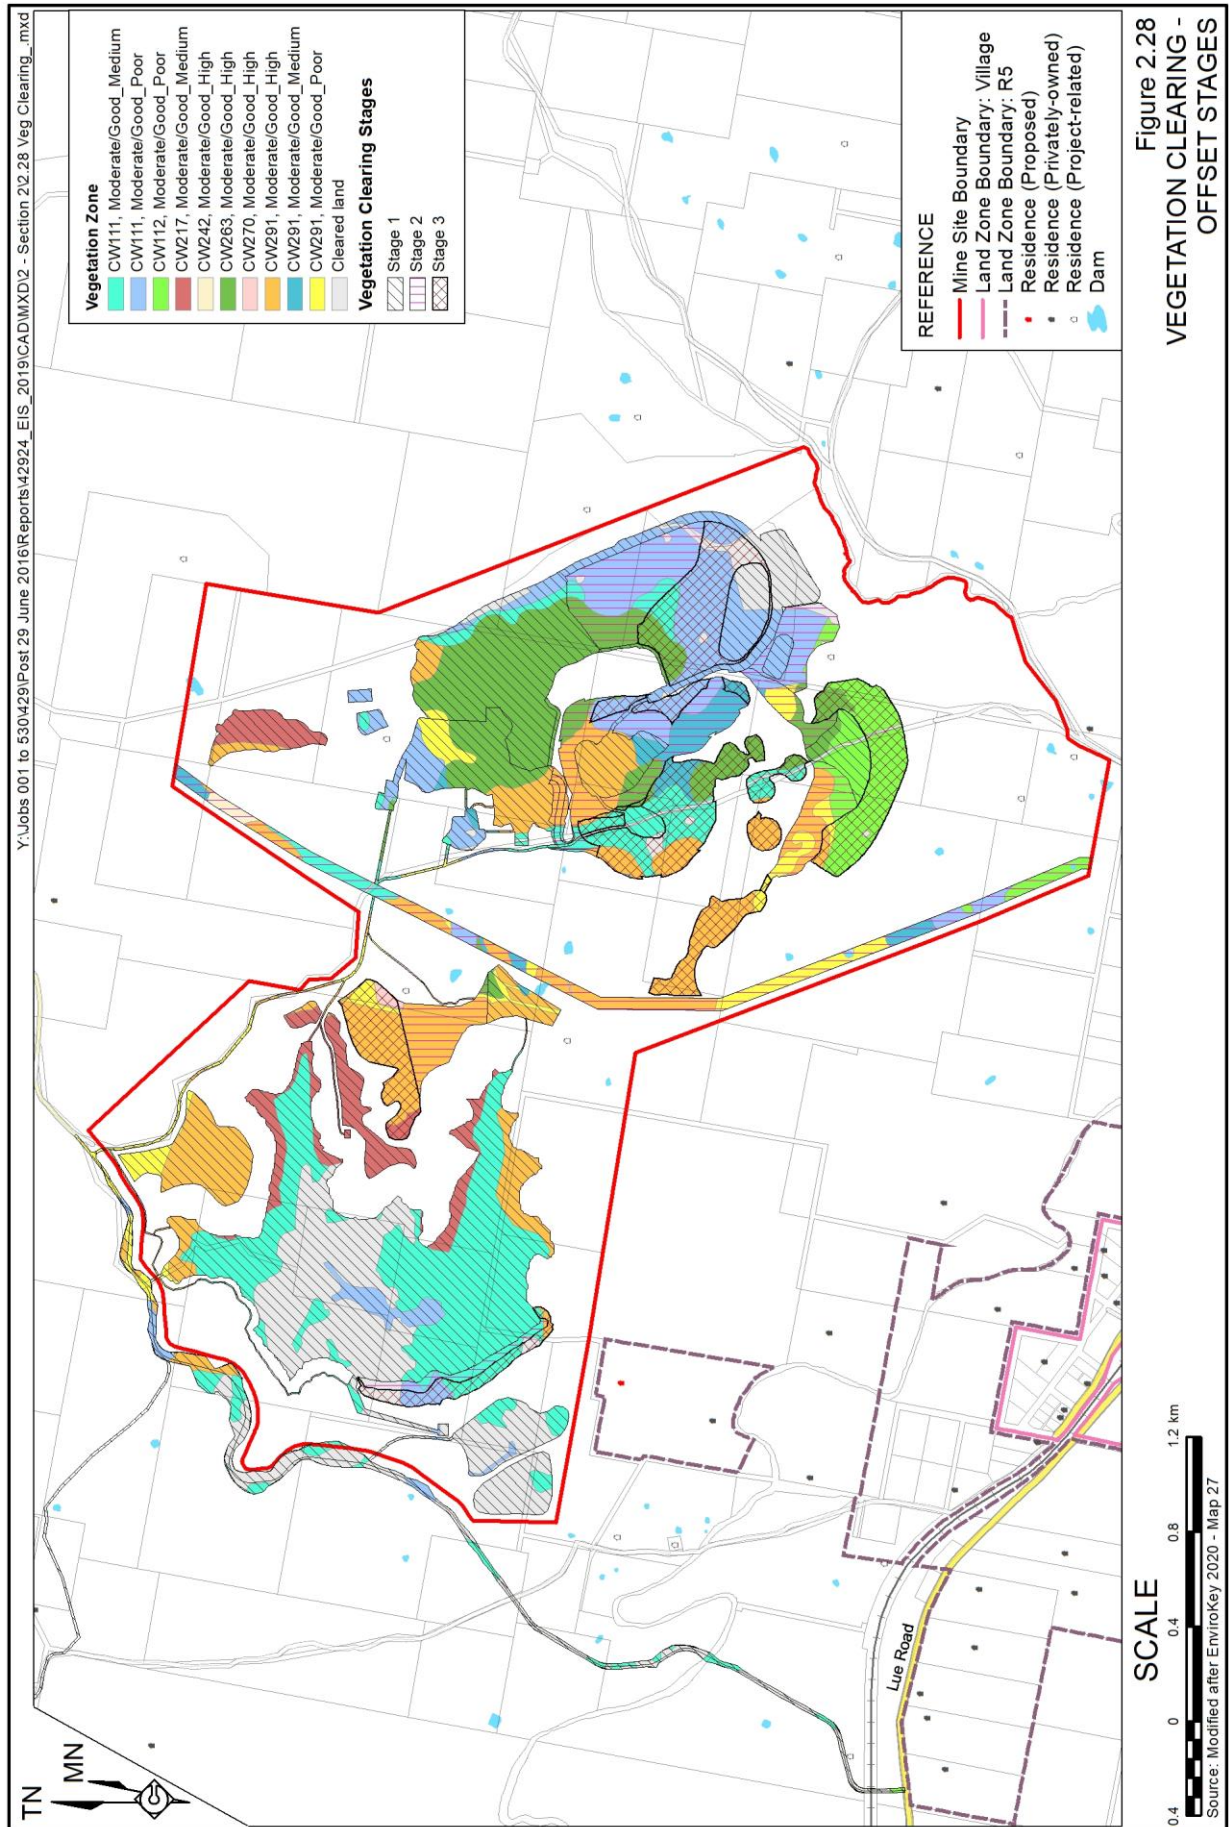 Y:\Jobs 001 to 530\429\Post 29 June 2016\Reports\42924_EIS_2019\CAD\MXD\2 - Section 2\2.28 Veg Clearing_.mxd
TN
MN
Vegetation Zone
CW111, Moderate/Good_Medium
CW111, Moderate/Good_Poor
CW112, Moderate/Good_Poor
CW217, Moderate/Good_Medium
CW242, Moderate/Good_High
CW263, Moderate/Good_High
CW270, Moderate/Good_High
CW291, Moderate/Good_High
CW291, Moderate/Good_Medium
CW291, Moderate/Good_Poor
Cleared land
Vegetation Clearing Stages
Stage 1
Stage 2
Stage 3
Lue Road
REFERENCE
Mine Site Boundary
Land Zone Boundary: Village
Land Zone Boundary: R5
Residence (Proposed)
Residence (Privately-owned)
Residence (Project-related)
Dam
SCALE
0.4 0 0.4 0.8 1.2 km
Source: Modified after EnviroKey 2020 - Map 27
Figure 2.28
VEGETATION CLEARING -
OFFSET STAGES